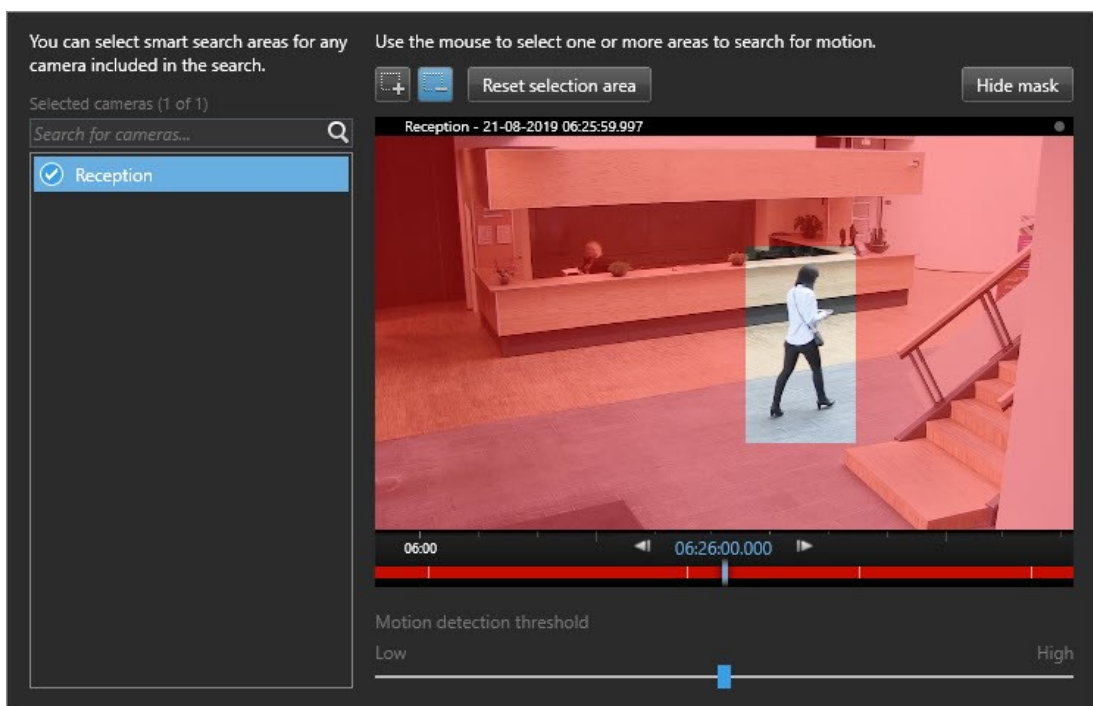 You can select smart search areas for any
camera included in the search.
Selected cameras (1 of 1)
Search for cameras...
Reception
Use the mouse to select one or more areas to search for motion.
Reset selection area
Hide mask
Reception - 21-08-2019 06:25:59.997
06:00
06:26:00.000
Motion detection threshold
Low
High